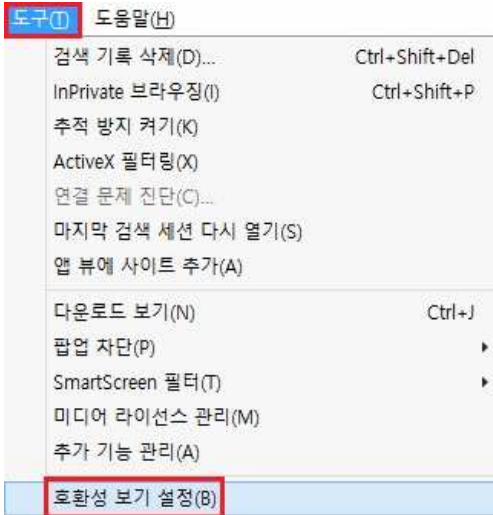 도구(T) 도움말(H)
검색 기록 삭제(D)... Ctrl+Shift+Del
InPrivate 브라우징(I) Ctrl+Shift+P
추적 방지 켜기(K)
ActiveX 필터링(X)
연결 문제 진단(C)...
마지막 검색 세션 다시 열기(S)
앱 뷰에 사이트 추가(A)
다운로드 보기(N) Ctrl+J
팝업 차단(P)
SmartScreen 필터(T)
미디어 라이선스 관리(M)
추가 기능 관리(A)
호환성 보기 설정(B)